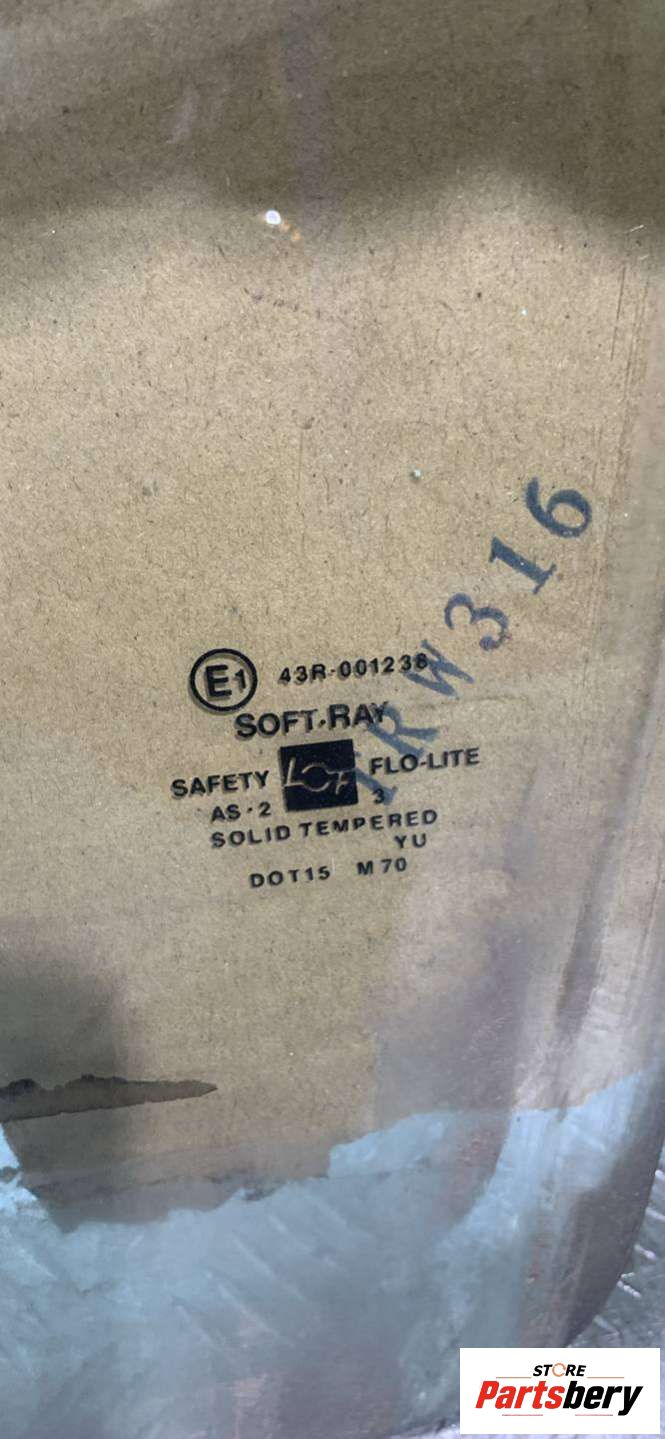 1RW316
E1 43R-001238
SOFT-RAY
SAFETY LOF FLO-LITE
AS-2 3
SOLID TEMPERED
YU
DOT15 M70
STORE
Partsbery